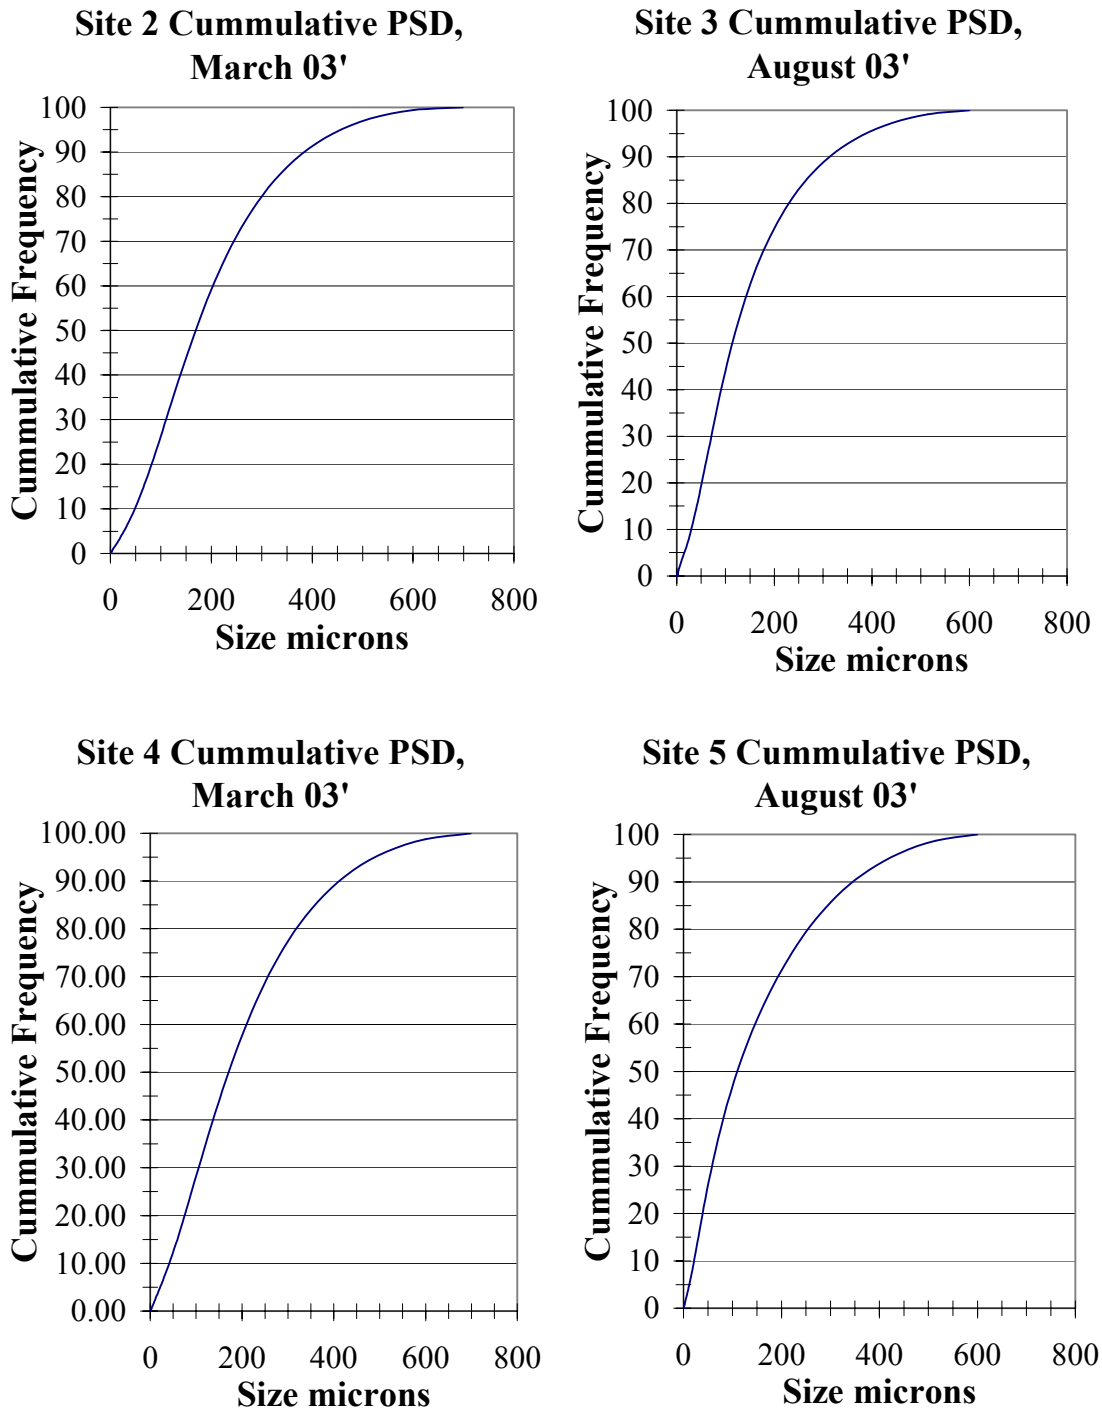 Site 2 Cummulative PSD,
March 03'
100
90
80
70
60
50
40
30
20
10
0
Cummulative Frequency
0 200 400 600 800
Size microns
Site 3 Cummulative PSD,
August 03'
100
90
80
70
60
50
40
30
20
10
0
Cummulative Frequency
0 200 400 600 800
Size microns
Site 4 Cummulative PSD,
March 03'
100.00
90.00
80.00
70.00
60.00
50.00
40.00
30.00
20.00
10.00
0.00
Cummulative Frequency
0 200 400 600 800
Size microns
Site 5 Cummulative PSD,
August 03'
100
90
80
70
60
50
40
30
20
10
0
Cummulative Frequency
0 200 400 600 800
Size microns